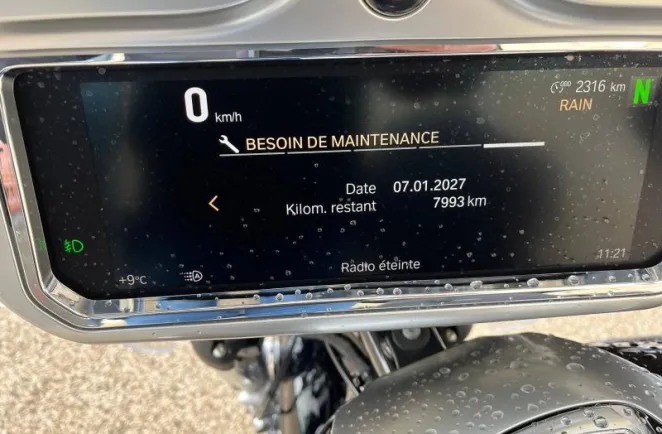 0 km/h
2316 km
RAIN
N
BESOIN DE MAINTENANCE
Date 07.01.2027
Kilom. restant 7993 km
+9°C
A
Radio éteinte
11:21